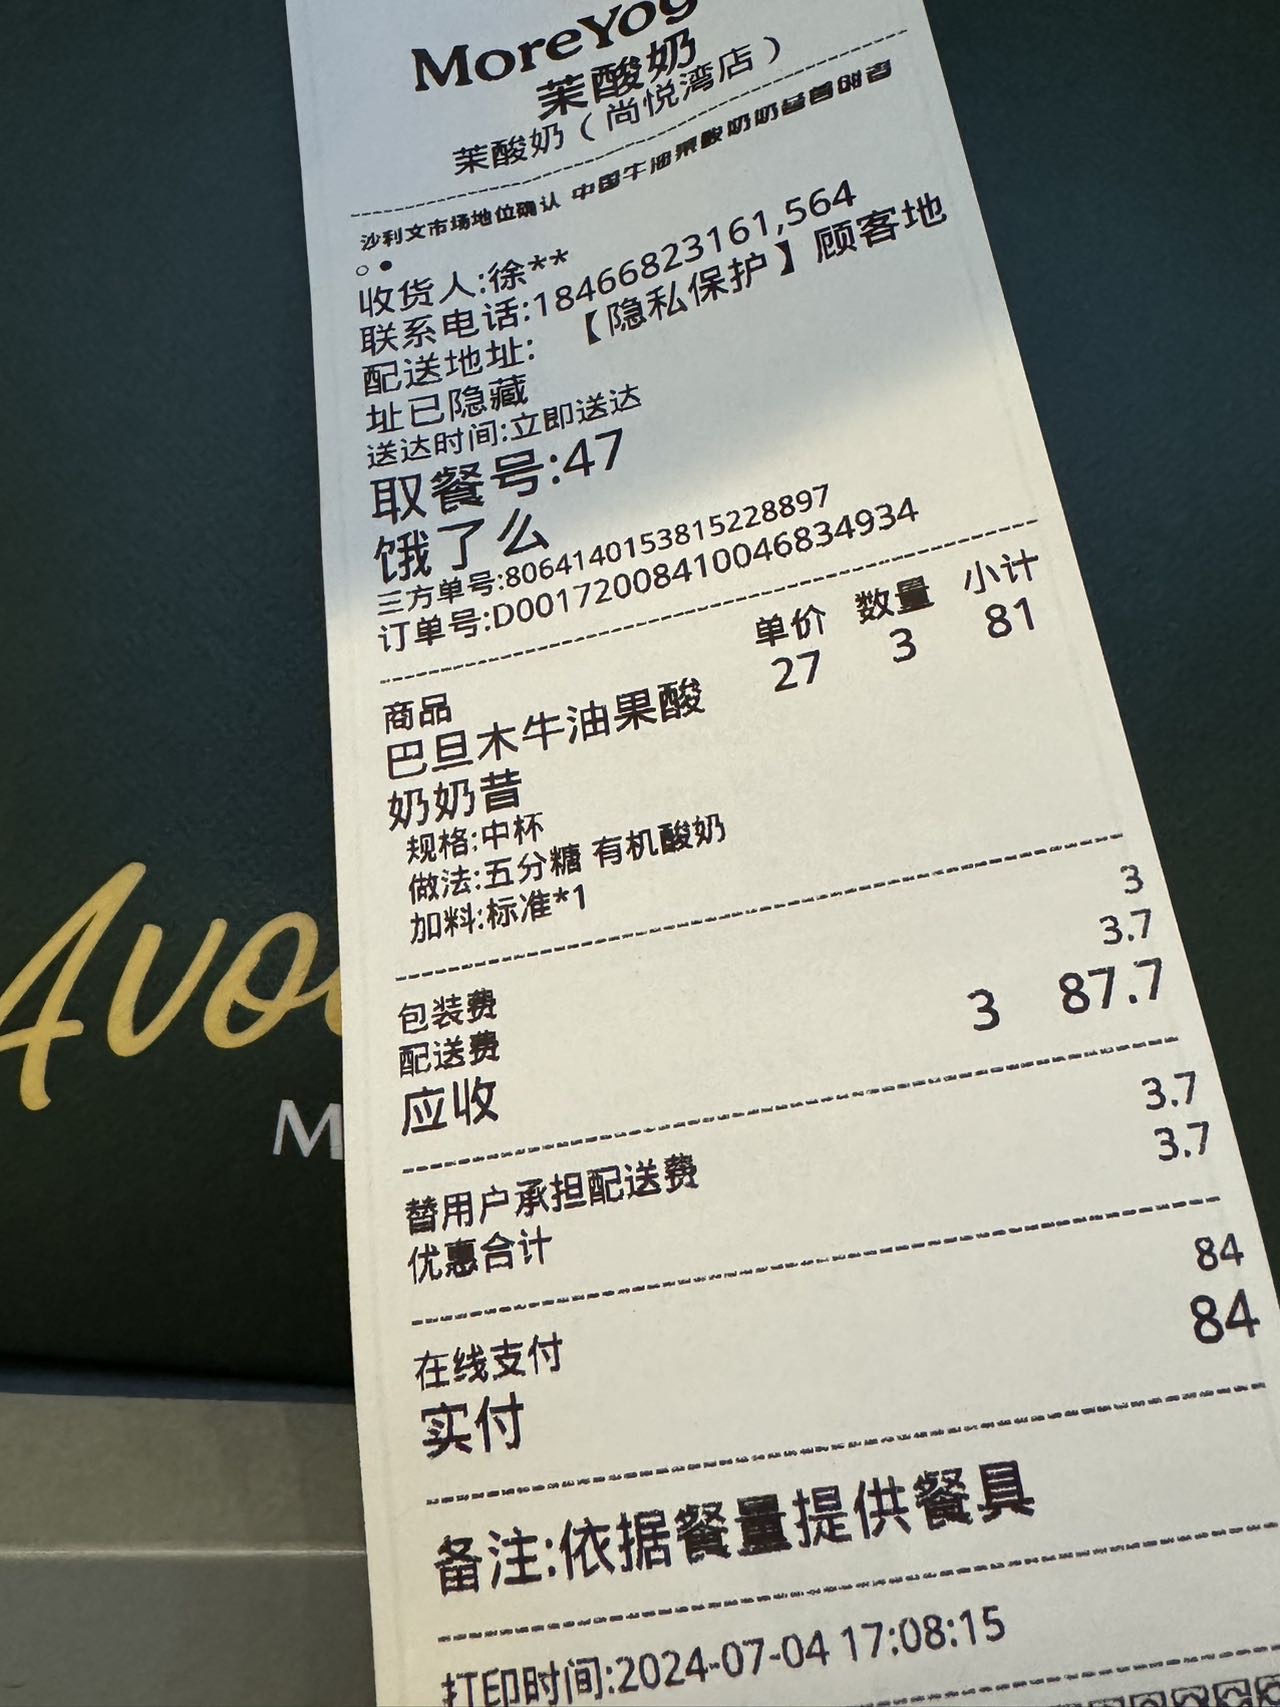 MoreYog
茉酸奶
茉酸奶（尚悦湾店）
沙利文市场地位确认 中国牛油果酸奶奶昔首创者
收货人:徐**
联系电话:18466823161,564
配送地址: 【隐私保护】顾客地
址已隐藏
送达时间:立即送达
取餐号:47
饿了么
三方单号:8064140153815228897
订单号:D00172008410046834934
商品 单价 数量 小计
巴旦木牛油果酸 27 3 81
奶奶昔
规格:中杯
做法:五分糖 有机酸奶
加料:标准*1
包装费 3
配送费 3.7
应收 3 87.7
替用户承担配送费 3.7
优惠合计 3.7
在线支付 84
实付 84
备注:依据餐量提供餐具
打印时间:2024-07-04 17:08:15
Avo
M